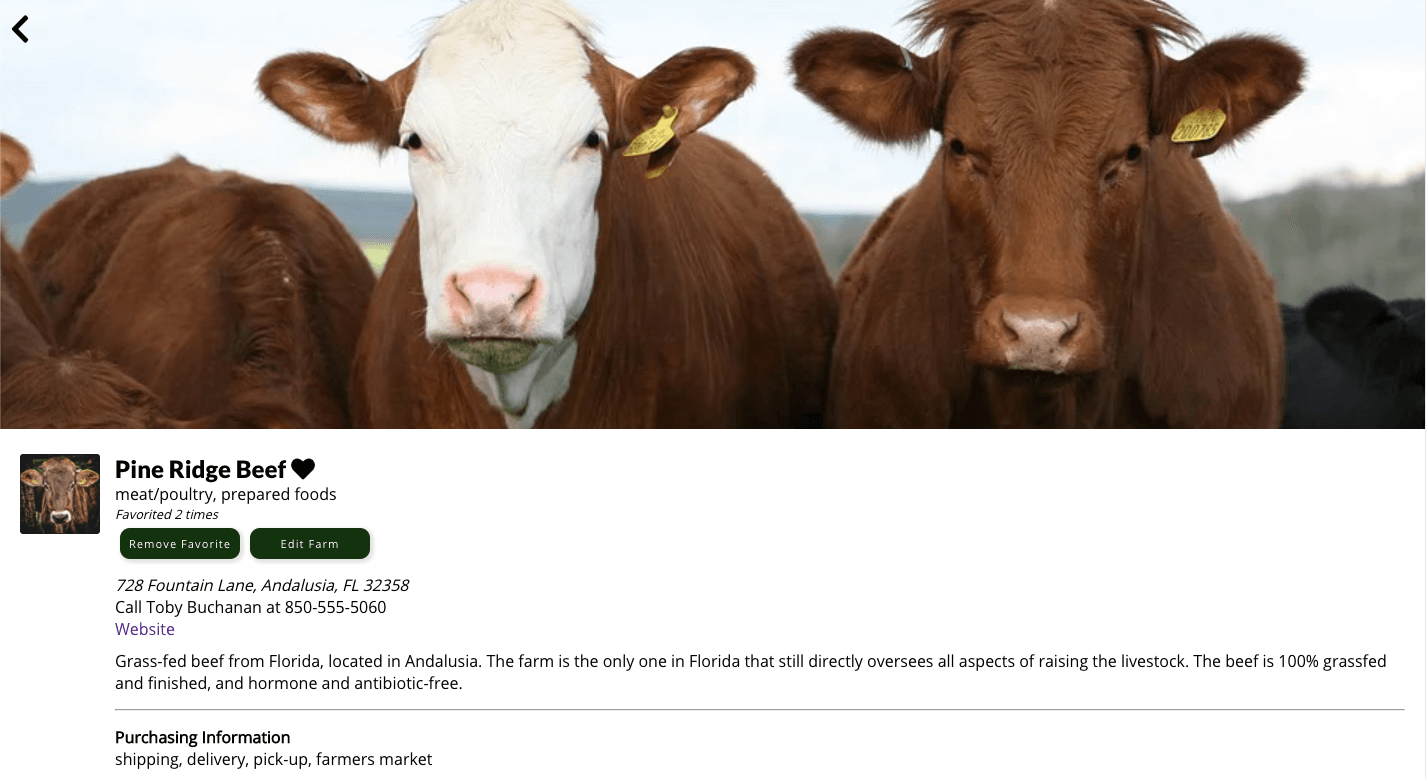 Pine Ridge Beef
meat/poultry, prepared foods
Favorited 2 times
Remove Favorite Edit Farm
728 Fountain Lane, Andalusia, FL 32358
Call Toby Buchanan at 850-555-5060
Website
Grass-fed beef from Florida, located in Andalusia. The farm is the only one in Florida that still directly oversees all aspects of raising the livestock. The beef is 100% grassfed
and finished, and hormone and antibiotic-free.
Purchasing Information
shipping, delivery, pick-up, farmers market